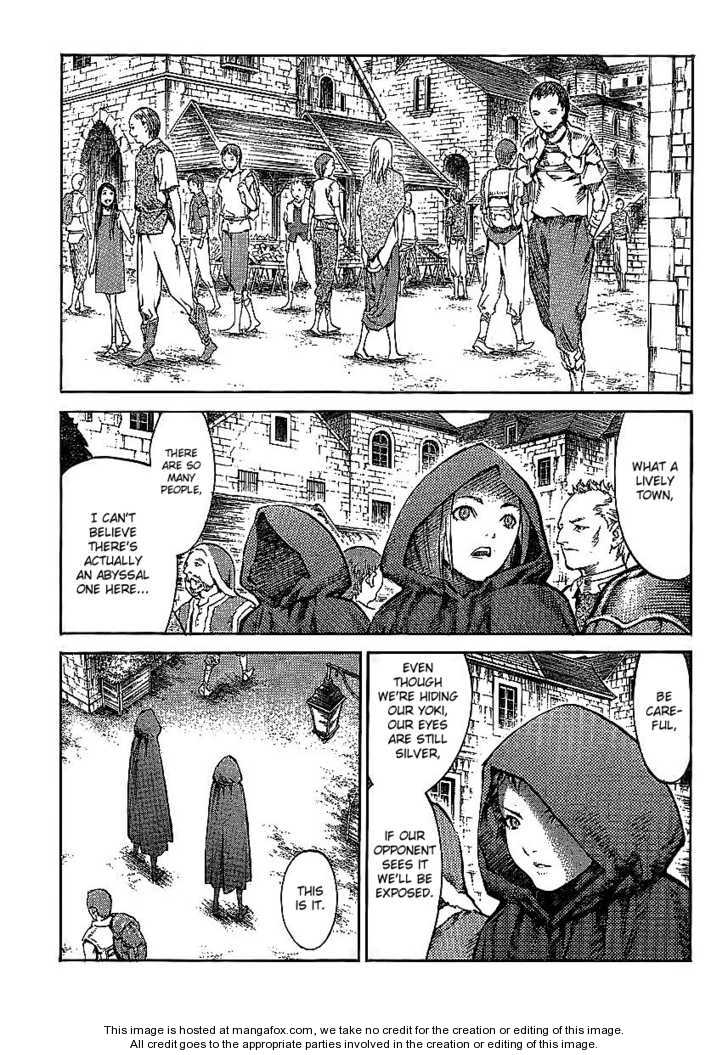 WHAT A
LIVELY
TOWN,
THERE
ARE SO
MANY
PEOPLE,
I CAN'T
BELIEVE
THERE'S
ACTUALLY
AN ABYSSAL
ONE HERE...
BE
CARE-
FUL,
EVEN
THOUGH
WE'RE HIDING
OUR YOKI,
OUR EYES
ARE STILL
SILVER,
IF OUR
OPPONENT
SEES IT
WE'LL BE
EXPOSED.
THIS
IS IT.
This image is hosted at mangafox.com, we take no credit for the creation or editing of this image.
All credit goes to the appropriate parties involved in the creation or editing of this image.